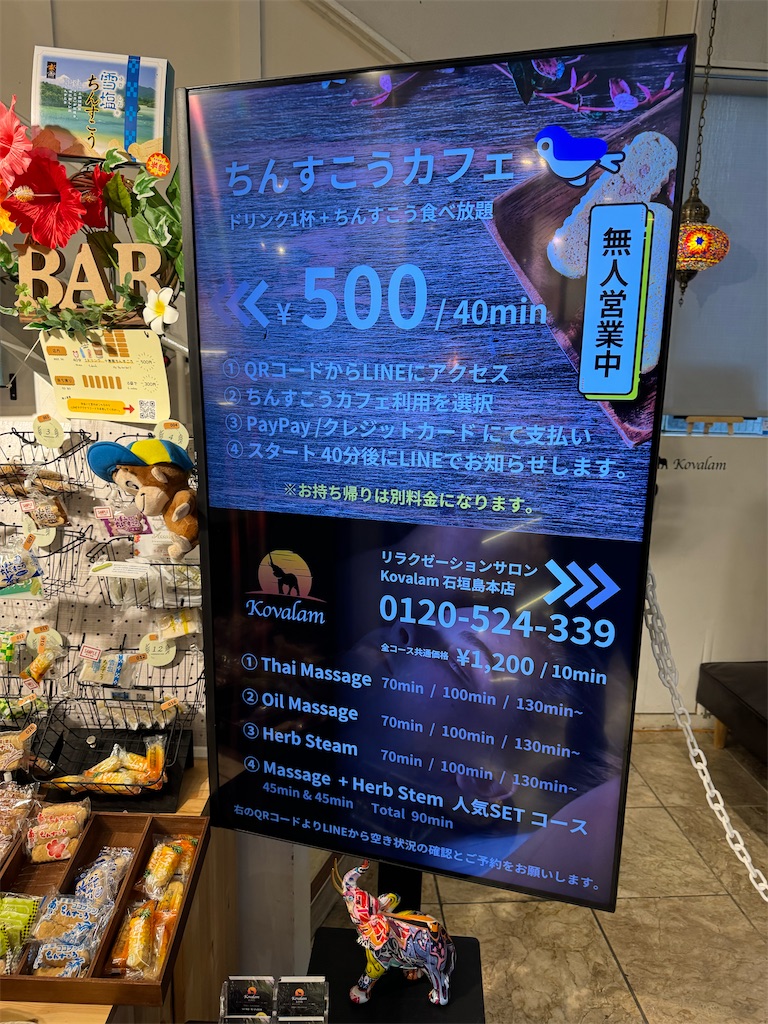 雪塩
ちんすこう
BAR
ちんすこうカフェ
ドリンク1杯+ちんすこう食べ放題
無人営業中
¥500/40min
① QRコードからLINEにアクセス
② ちんすこうカフェ利用を選択
③ PayPay/クレジットカード にて支払い
④ スタート 40分後にLINEでお知らせします。
※お持ち帰りは別料金になります。
Kovalam
Kovalam
リラクゼーションサロン
Kovalam 石垣島本店
0120-524-339
全コース共通価格 ¥1,200 / 10min
① Thai Massage 70min / 100min / 130min~
② Oil Massage 70min / 100min / 130min~
③ Herb Steam 70min / 100min / 130min~
④ Massage + Herb Stem 人気SET コース
45min & 45min Total 90min
右のQRコードよりLINEから空き状況の確認とご予約をお願いします。
Kovalam
Kovalam